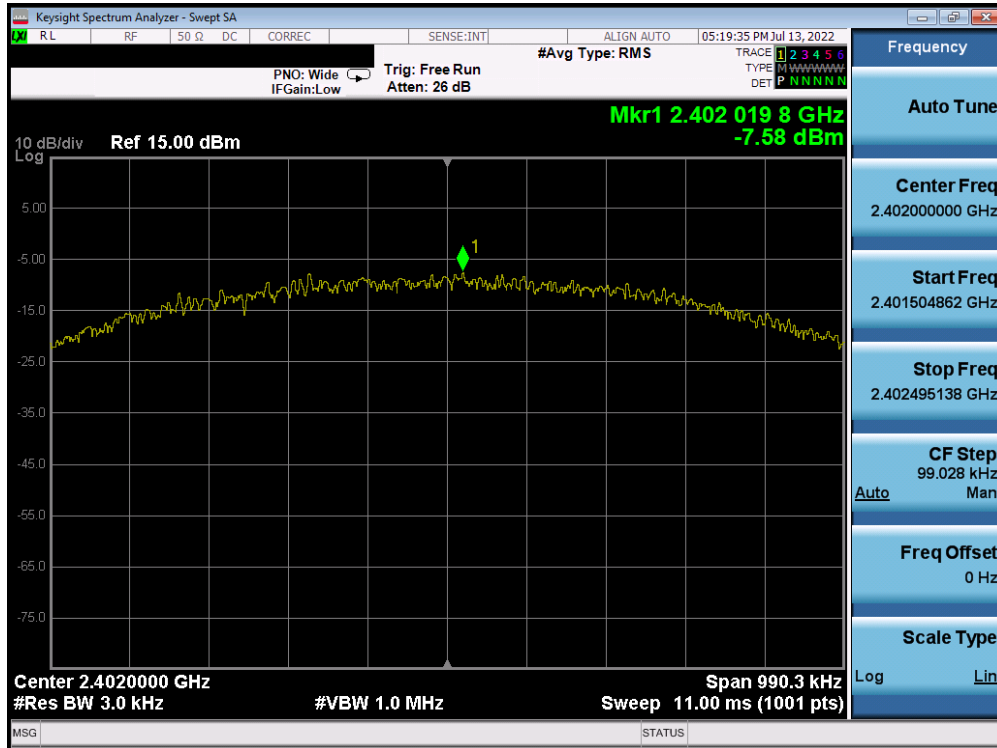 Keysight Spectrum Analyzer - Swept SA
LXI RL RF 50 Ω DC CORREC SENSE:INT ALIGN AUTO 05:19:35 PM Jul 13, 2022
Frequency
#Avg Type: RMS
TRACE 1 2 3 4 5 6
PNO: Wide Trig: Free Run
TYPE M WWWWW
IFGain:Low Atten: 26 dB
DET P N N N N N
Auto Tune
Mkr1 2.402 019 8 GHz
-7.58 dBm
10 dB/div Ref 15.00 dBm
Log
5.00
-5.00
-15.0
-25.0
-35.0
-45.0
-55.0
-65.0
-75.0
1
Center Freq
2.402000000 GHz
Start Freq
2.401504862 GHz
Stop Freq
2.402495138 GHz
CF Step
99.028 kHz
Auto Man
Freq Offset
0 Hz
Scale Type
Log Lin
Center 2.4020000 GHz Span 990.3 kHz
#Res BW 3.0 kHz #VBW 1.0 MHz Sweep 11.00 ms (1001 pts)
MSG STATUS